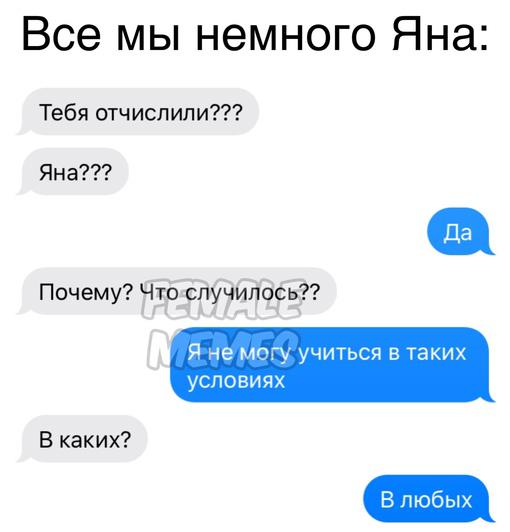 Все мы немного Яна:
Тебя отчислили???
Яна???
Да
Почему? Что случилось??
FEMALE
MEMES
Я не могу учиться в таких
условиях
В каких?
В любых